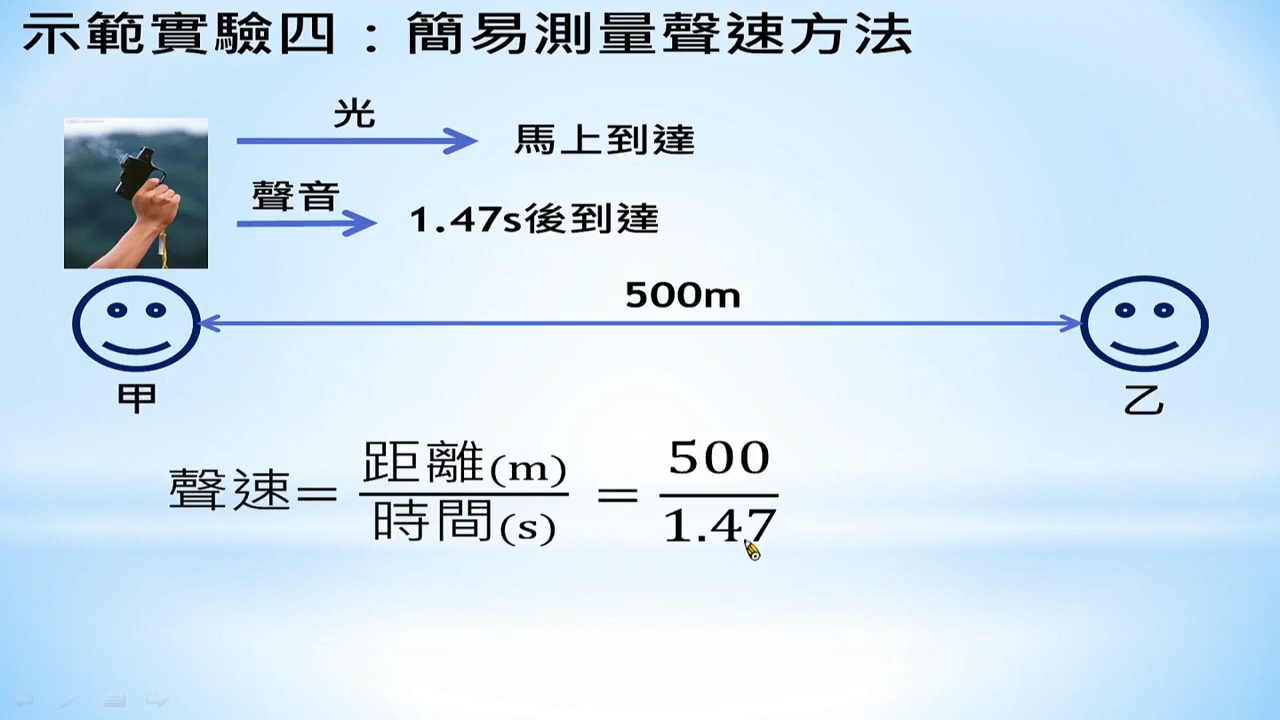 示範實驗四：簡易測量聲速方法
光
馬上到達
聲音
1.47s後到達
500m
甲
乙
聲速= 距離(m) / 時間(s) = 500 / 1.47